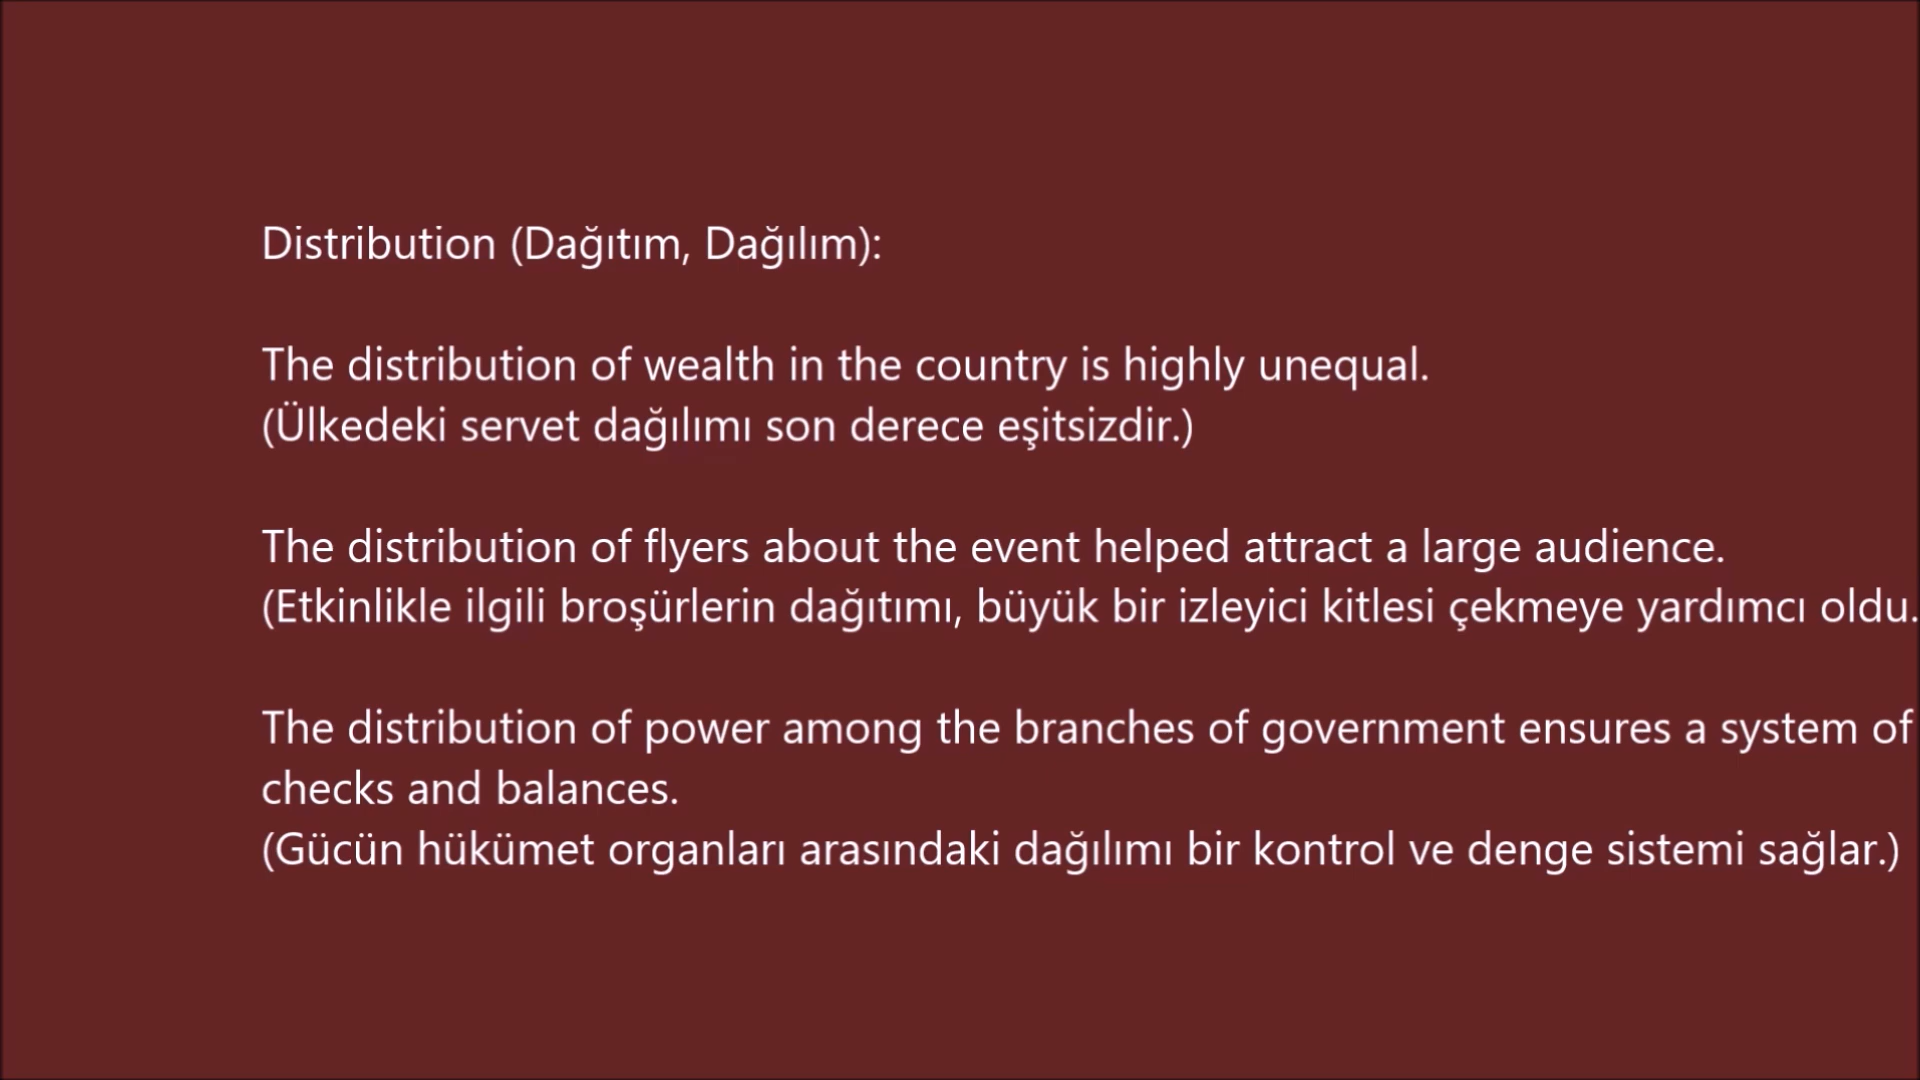 Distribution (Dağıtım, Dağılım):
The distribution of wealth in the country is highly unequal.
(Ülkedeki servet dağılımı son derece eşitsizdir.)
The distribution of flyers about the event helped attract a large audience.
(Etkinlikle ilgili broşürlerin dağıtımı, büyük bir izleyici kitlesi çekmeye yardımcı oldu.
The distribution of power among the branches of government ensures a system of
checks and balances.
(Gücün hükümet organları arasındaki dağılımı bir kontrol ve denge sistemi sağlar.)